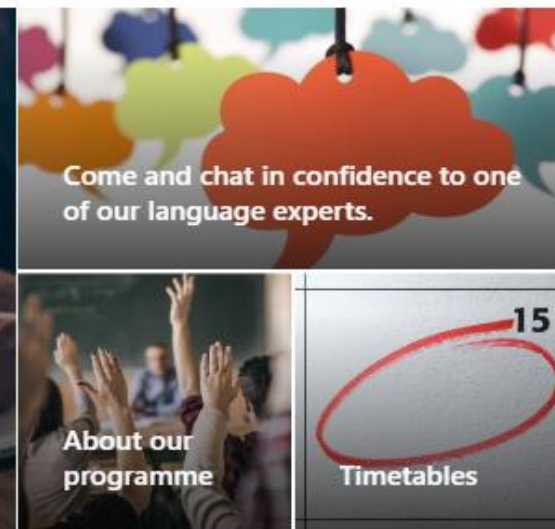 Come and chat in confidence to one
of our language experts.
About our
programme
15
Timetables